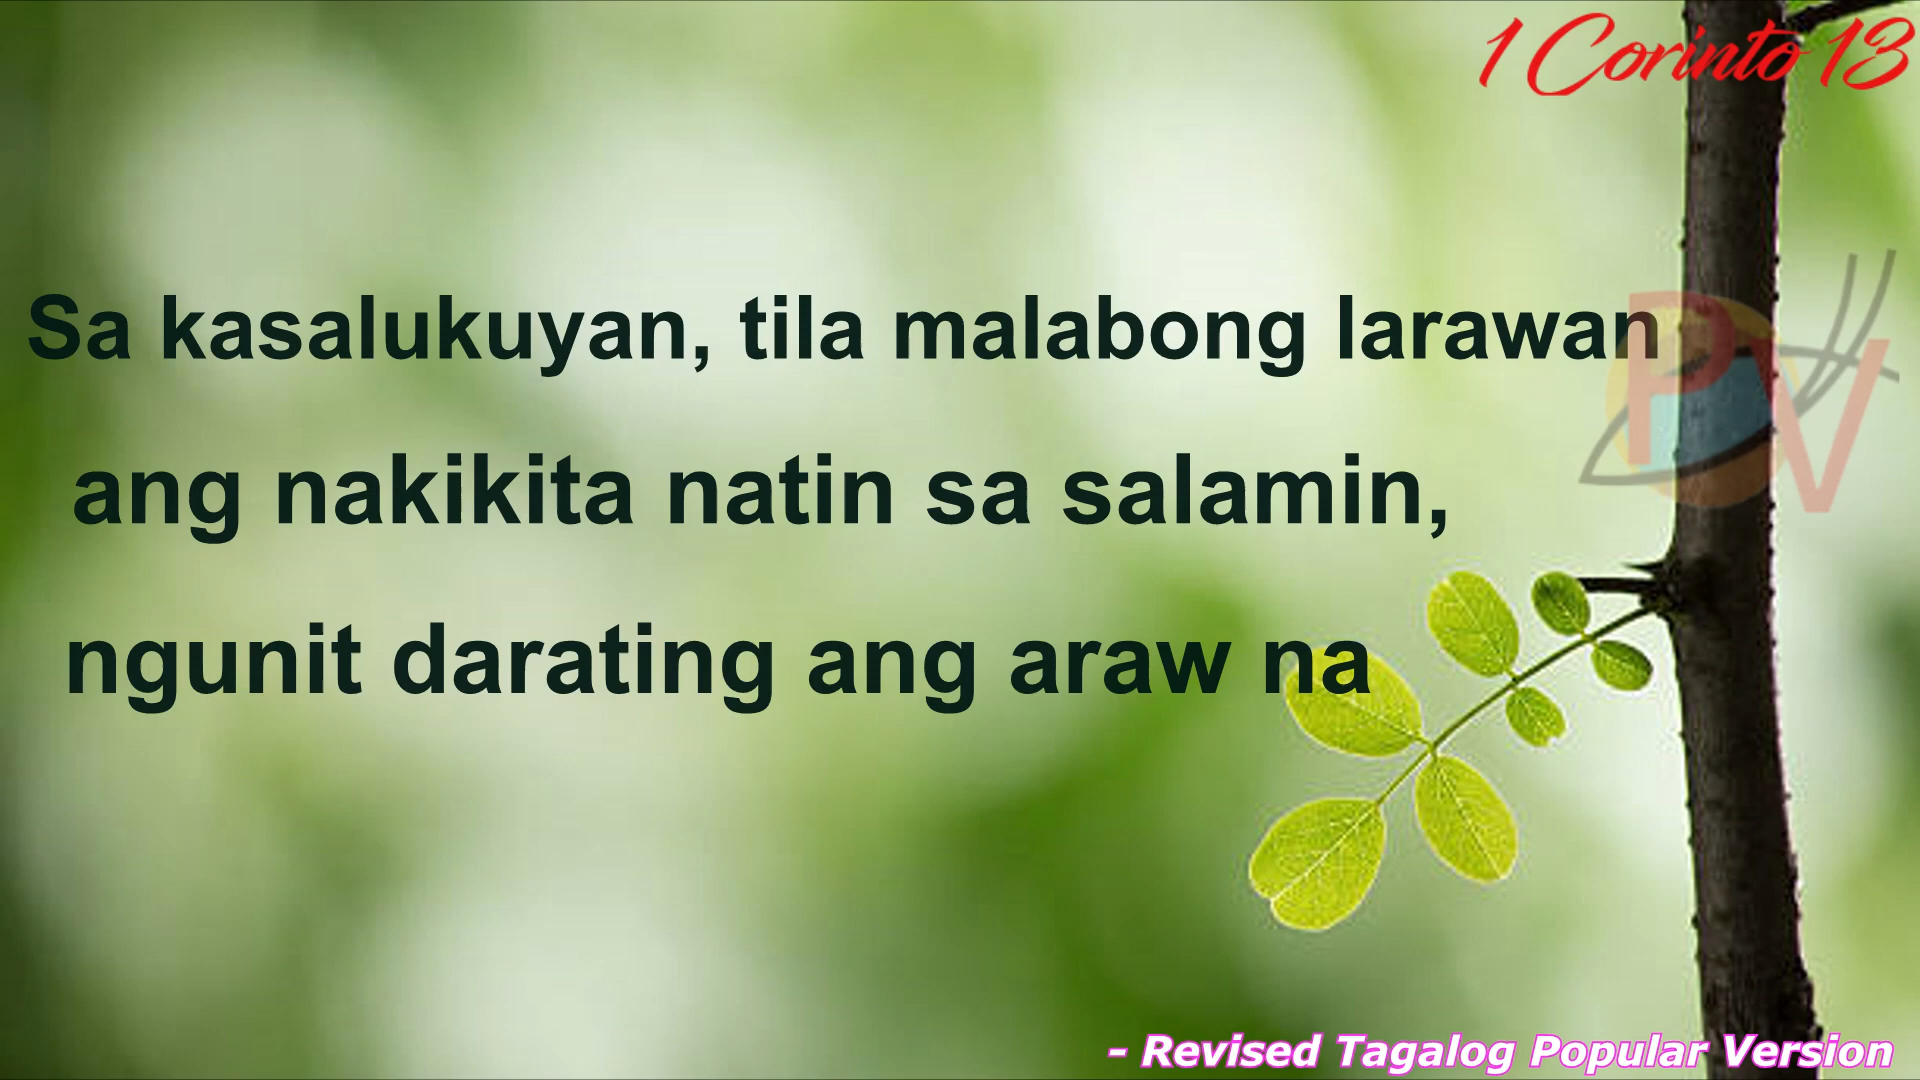 1 Corinto 13
Sa kasalukuyan, tila malabong larawan
ang nakikita natin sa salamin,
ngunit darating ang araw na
PV
- Revised Tagalog Popular Version